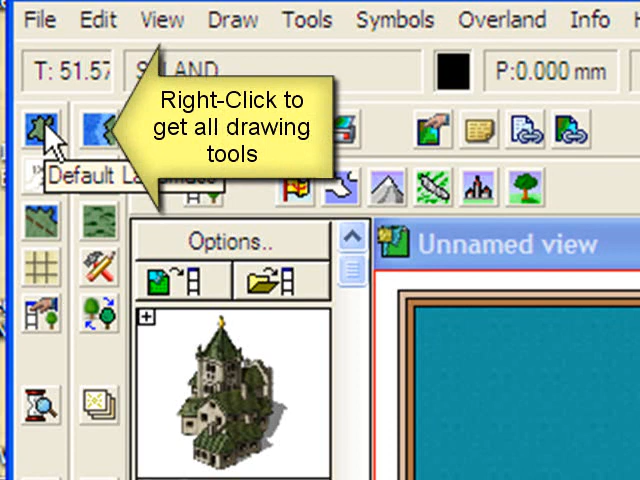 File Edit View Draw Tools Symbols Overland Info
T: 51.57 LAND P:0.000 mm
Right-Click to
get all drawing
tools
Default La
Options..
Unnamed view